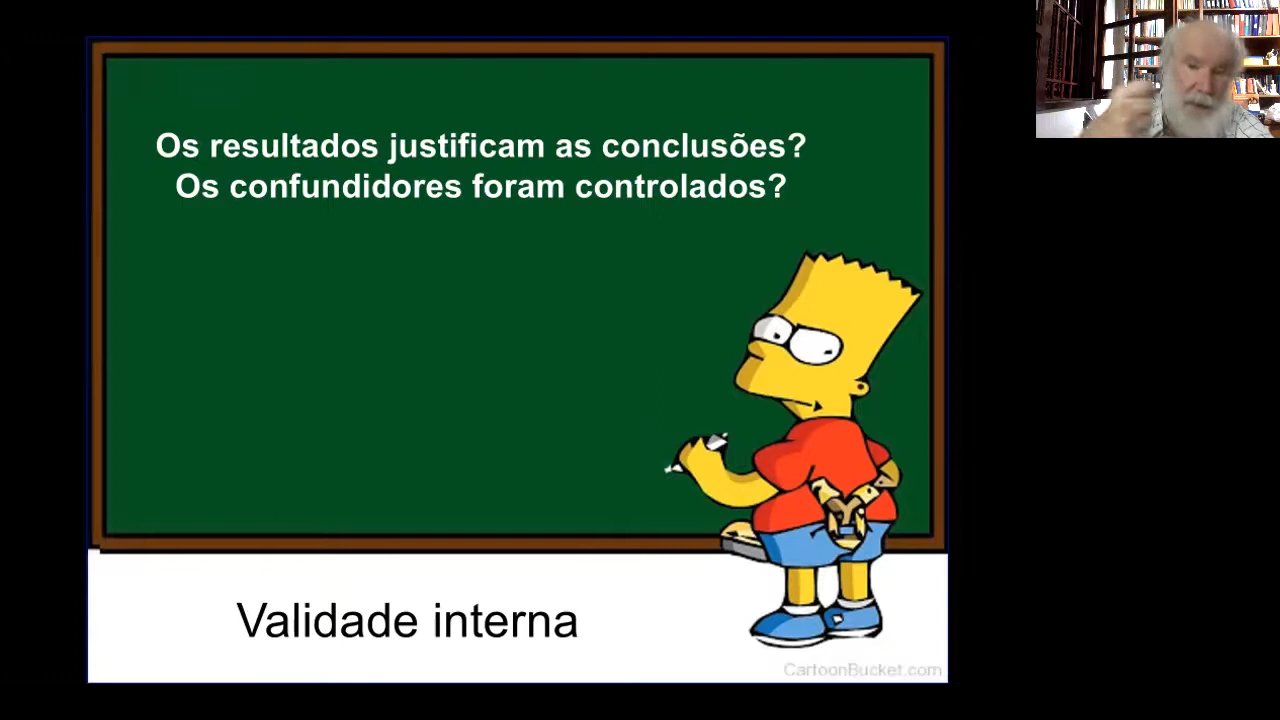 Os resultados justificam as conclusões?
Os confundidores foram controlados?
Validade interna
CartoonBucket.com